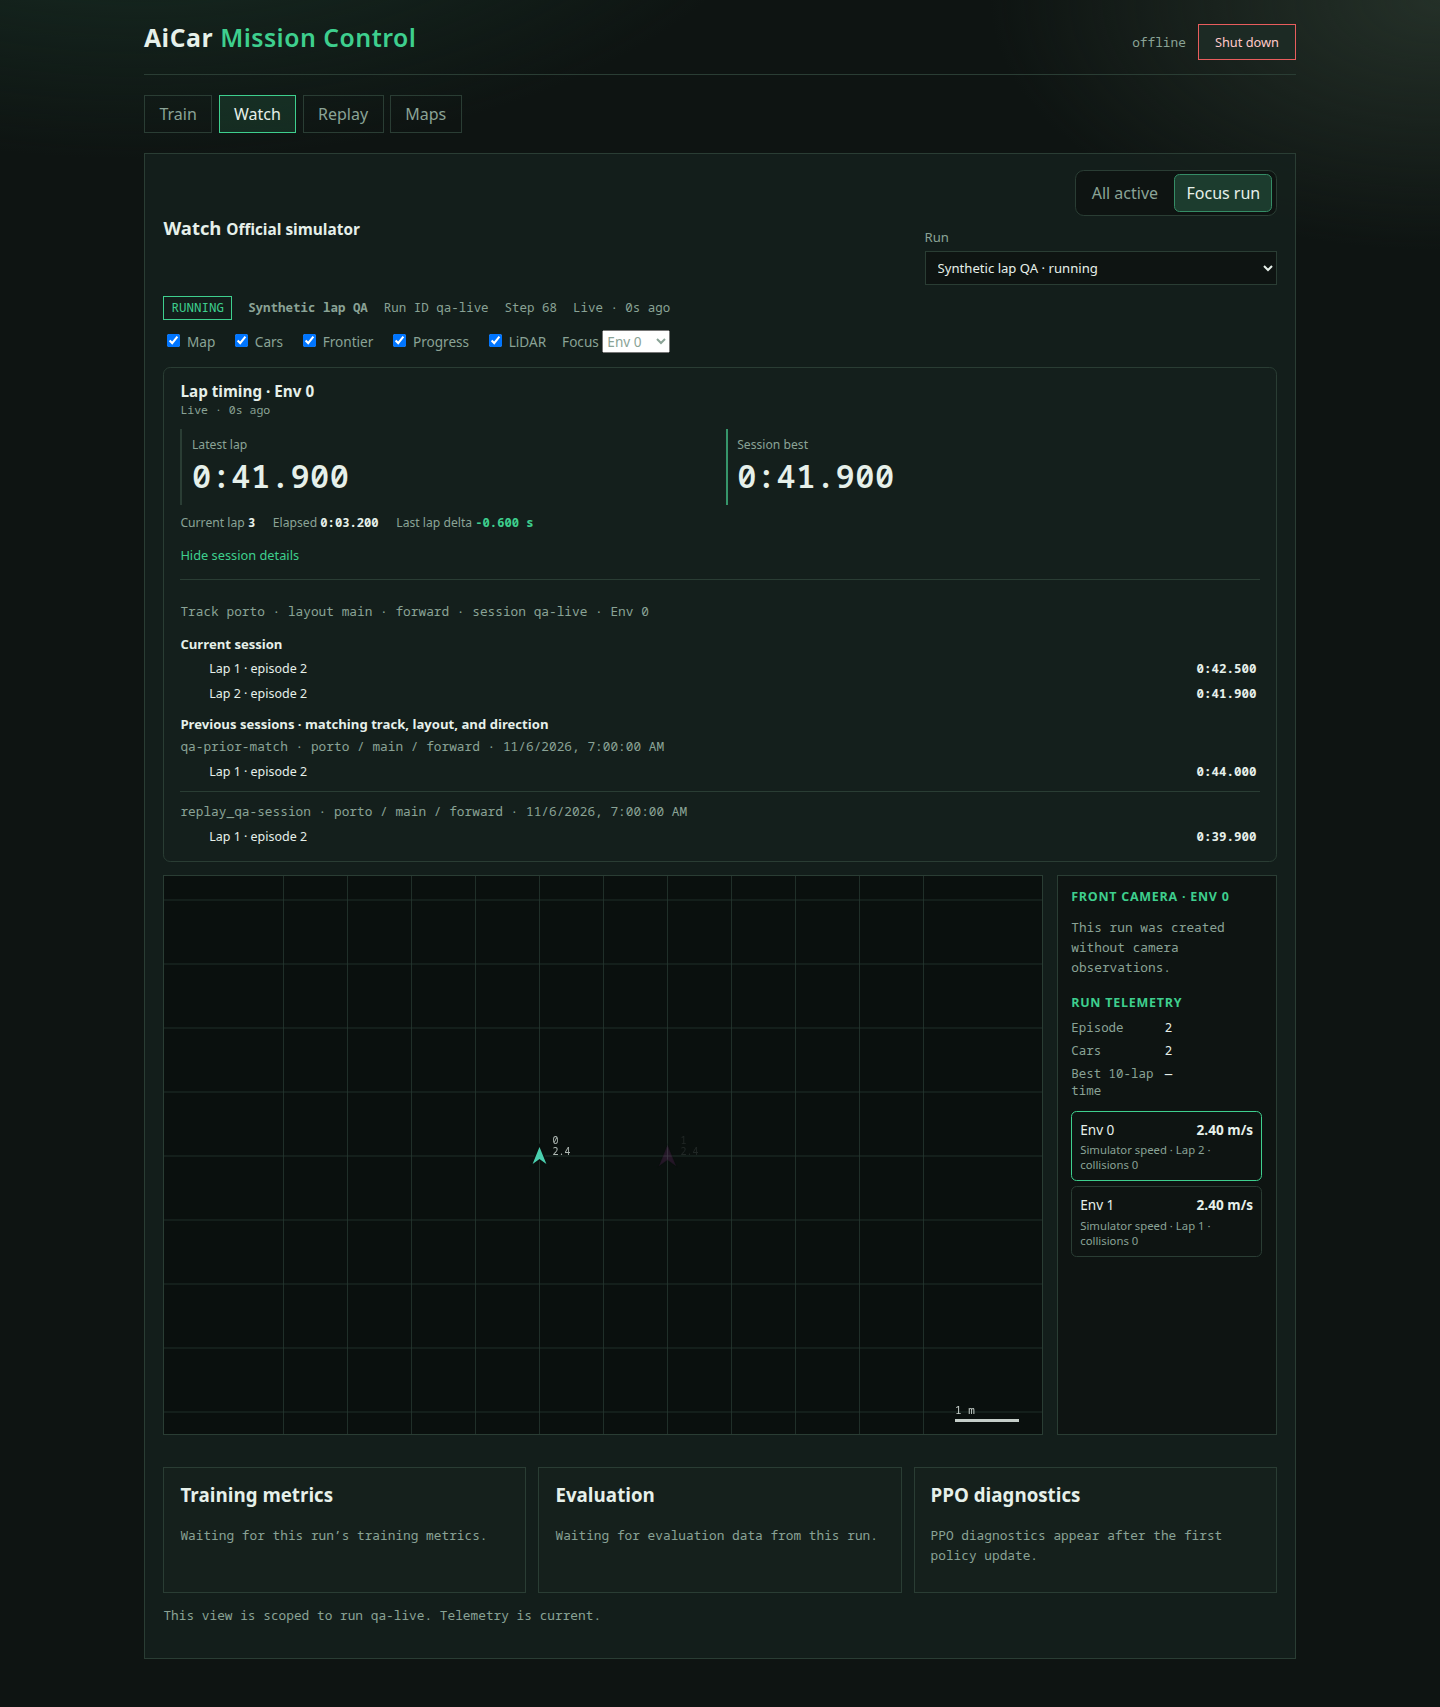 AiCar Mission Control
offline
Shut down
Train
Watch
Replay
Maps
All active
Focus run
Watch Official simulator
Run
Synthetic lap QA · running
RUNNING Synthetic lap QA Run ID qa-live Step 68 Live · 0s ago
Map Cars Frontier Progress LiDAR Focus Env 0
Lap timing · Env 0
Live · 0s ago
Latest lap
0:41.900
Session best
0:41.900
Current lap 3 Elapsed 0:03.200 Last lap delta -0.600 s
Hide session details
Track porto · layout main · forward · session qa-live · Env 0
Current session
Lap 1 · episode 2 0:42.500
Lap 2 · episode 2 0:41.900
Previous sessions · matching track, layout, and direction
qa-prior-match · porto / main / forward · 11/6/2026, 7:00:00 AM
Lap 1 · episode 2 0:44.000
replay_qa-session · porto / main / forward · 11/6/2026, 7:00:00 AM
Lap 1 · episode 2 0:39.900
0
2.4
1
2.4
1 m
FRONT CAMERA · ENV 0
This run was created
without camera
observations.
RUN TELEMETRY
Episode 2
Cars 2
Best 10-lap —
time
Env 0 2.40 m/s
Simulator speed · Lap 2 ·
collisions 0
Env 1 2.40 m/s
Simulator speed · Lap 1 ·
collisions 0
Training metrics
Waiting for this run’s training metrics.
Evaluation
Waiting for evaluation data from this run.
PPO diagnostics
PPO diagnostics appear after the first
policy update.
This view is scoped to run qa-live. Telemetry is current.